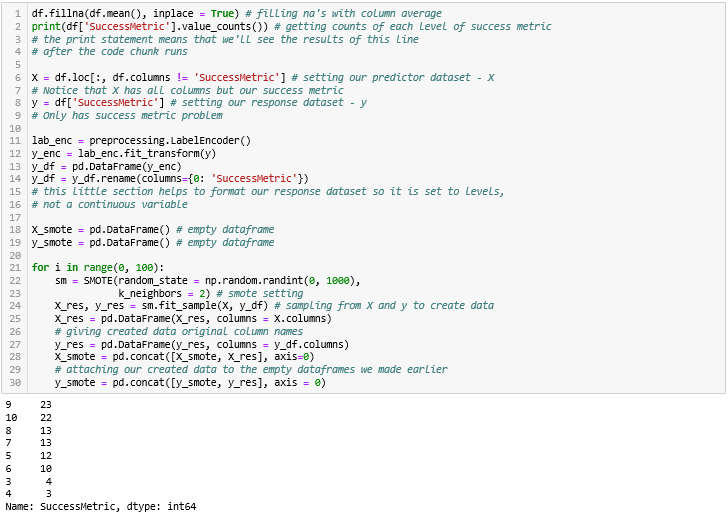 1 df.fillna(df.mean(), inplace = True) # filling na's with column average
2 print(df['SuccessMetric'].value_counts()) # getting counts of each level of success metric
3 # the print statement means that we'll see the results of this line
4 # after the code chunk runs
5
6 X = df.loc[:, df.columns != 'SuccessMetric'] # setting our predictor dataset - X
7 # Notice that X has all columns but our success metric
8 y = df['SuccessMetric'] # setting our response dataset - y
9 # Only has success metric problem
10
11 lab_enc = preprocessing.LabelEncoder()
12 y_enc = lab_enc.fit_transform(y)
13 y_df = pd.DataFrame(y_enc)
14 y_df = y_df.rename(columns={0: 'SuccessMetric'})
15 # this little section helps to format our response dataset so it is set to levels,
16 # not a continuous variable
17
18 X_smote = pd.DataFrame() # empty dataframe
19 y_smote = pd.DataFrame() # empty dataframe
20
21 for i in range(0, 100):
22     sm = SMOTE(random_state = np.random.randint(0, 1000),
23               k_neighbors = 2) # smote setting
24     X_res, y_res = sm.fit_sample(X, y_df) # sampling from X and y to create data
25     X_res = pd.DataFrame(X_res, columns = X.columns)
26     # giving created data original column names
27     y_res = pd.DataFrame(y_res, columns = y_df.columns)
28     X_smote = pd.concat([X_smote, X_res], axis=0)
29     # attaching our created data to the empty dataframes we made earlier
30     y_smote = pd.concat([y_smote, y_res], axis = 0)
9     23
10    22
8     13
7     13
5     12
6     10
3      4
4      3
Name: SuccessMetric, dtype: int64